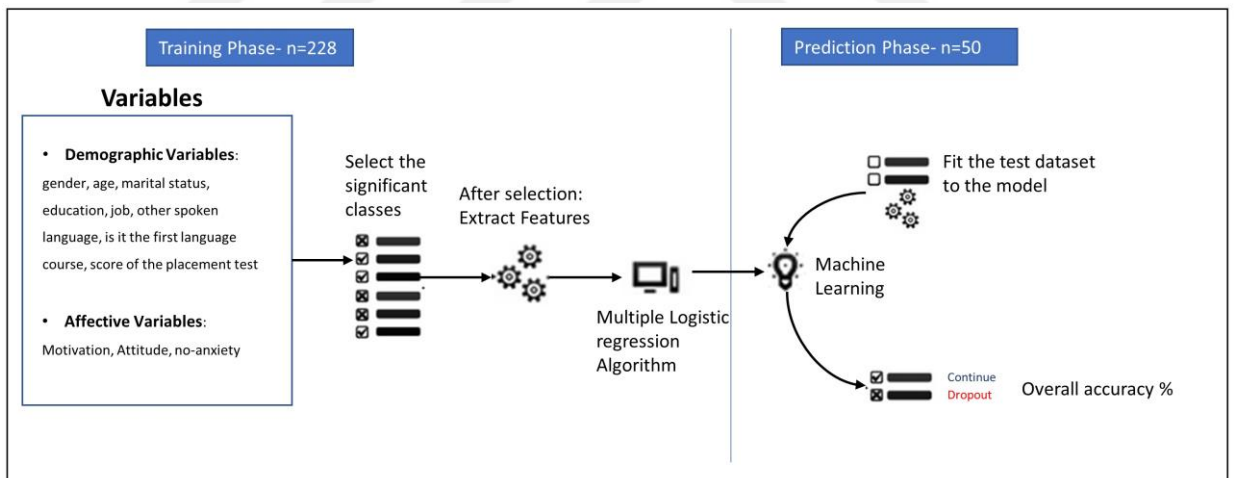 Training Phase- n=228
Prediction Phase- n=50
Variables
• Demographic Variables:
gender, age, marital status,
education, job, other spoken
language, is it the first language
course, score of the placement test
• Affective Variables:
Motivation, Attitude, no-anxiety
Select the
significant
classes
After selection:
Extract Features
Multiple Logistic
regression
Algorithm
Fit the test dataset
to the model
Machine
Learning
Continue
Dropout
Overall accuracy %